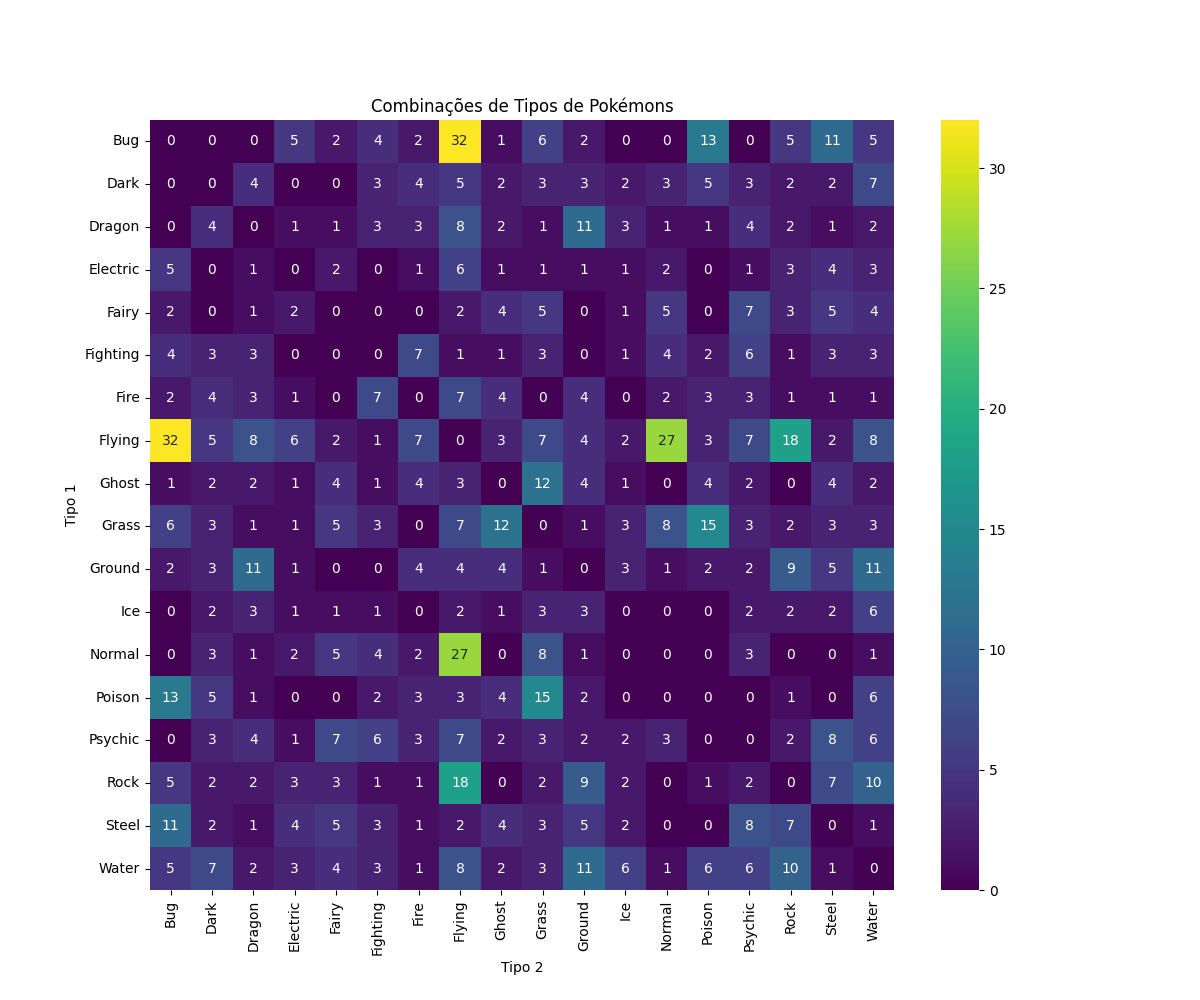 Combinações de Tipos de Pokémons
Bug 0 0 0 5 2 4 2 32 1 6 2 0 0 13 0 5 11 5
Dark 0 0 4 0 0 3 4 5 2 3 3 2 3 5 3 2 2 7
Dragon 0 4 0 1 1 3 3 8 2 1 11 3 1 1 4 2 1 2
Electric 5 0 1 0 2 0 1 6 1 1 1 1 2 0 1 3 4 3
Fairy 2 0 1 2 0 0 0 2 4 5 0 1 5 0 7 3 5 4
Fighting 4 3 3 0 0 0 7 1 1 3 0 1 4 2 6 1 3 3
Fire 2 4 3 1 0 7 0 7 4 0 4 0 2 3 3 1 1 1
Flying 32 5 8 6 2 1 7 0 3 7 4 2 27 3 7 18 2 8
Ghost 1 2 2 1 4 1 4 3 0 12 4 1 0 4 2 0 4 2
Grass 6 3 1 1 5 3 0 7 12 0 1 3 8 15 3 2 3 3
Ground 2 3 11 1 0 0 4 4 4 1 0 3 1 2 2 9 5 11
Ice 0 2 3 1 1 1 0 2 1 3 3 0 0 0 2 2 2 6
Normal 0 3 1 2 5 4 2 27 0 8 1 0 0 0 3 0 0 1
Poison 13 5 1 0 0 2 3 3 4 15 2 0 0 0 0 1 0 6
Psychic 0 3 4 1 7 6 3 7 2 3 2 2 3 0 0 2 8 6
Rock 5 2 2 3 3 1 1 18 0 2 9 2 0 1 2 0 7 10
Steel 11 2 1 4 5 3 1 2 4 3 5 2 0 0 8 7 0 1
Water 5 7 2 3 4 3 1 8 2 3 11 6 1 6 6 10 1 0
Bug Dark Dragon Electric Fairy Fighting Fire Flying Ghost Grass Ground Ice Normal Poison Psychic Rock Steel Water
Tipo 2
Tipo 1
30
25
20
15
10
5
0